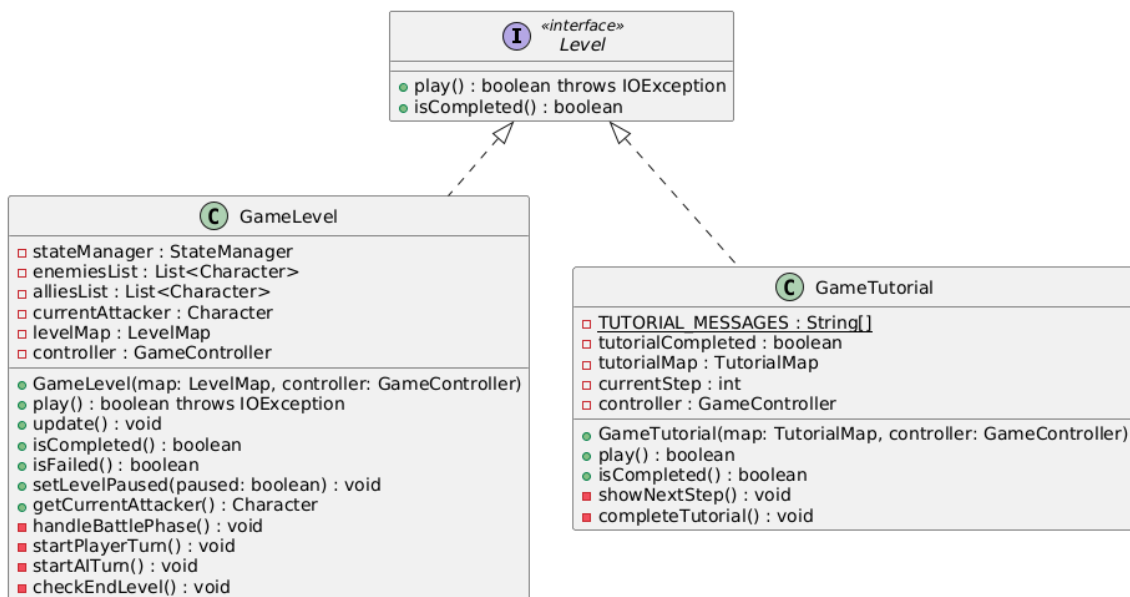 I
«interface»
Level
play() : boolean throws IOException
isCompleted() : boolean
C GameLevel
stateManager : StateManager
enemiesList : List<Character>
alliesList : List<Character>
currentAttacker : Character
levelMap : LevelMap
controller : GameController
GameLevel(map: LevelMap, controller: GameController)
play() : boolean throws IOException
update() : void
isCompleted() : boolean
isFailed() : boolean
setLevelPaused(paused: boolean) : void
getCurrentAttacker() : Character
handleBattlePhase() : void
startPlayerTurn() : void
startAITurn() : void
checkEndLevel() : void
C GameTutorial
TUTORIAL_MESSAGES : String[]
tutorialCompleted : boolean
tutorialMap : TutorialMap
currentStep : int
controller : GameController
GameTutorial(map: TutorialMap, controller: GameController)
play() : boolean
isCompleted() : boolean
showNextStep() : void
completeTutorial() : void